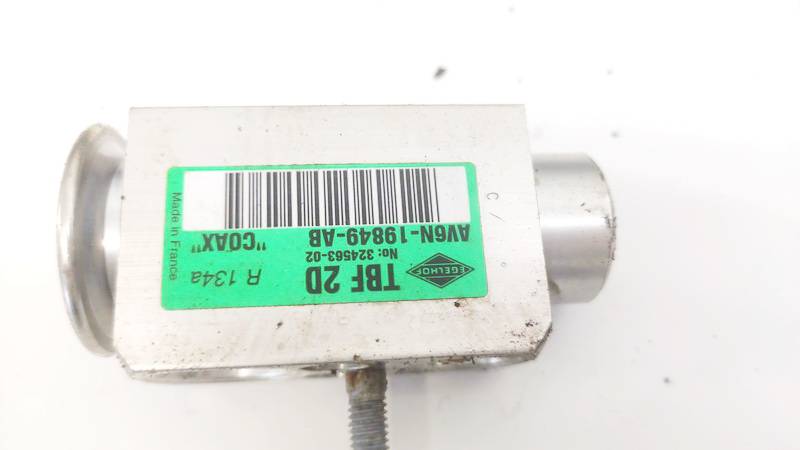 EGELHOF
TBF 2D
R 134a
No: 324563-02
AV6N-19849-AB
"COAX"
Made in France
C /